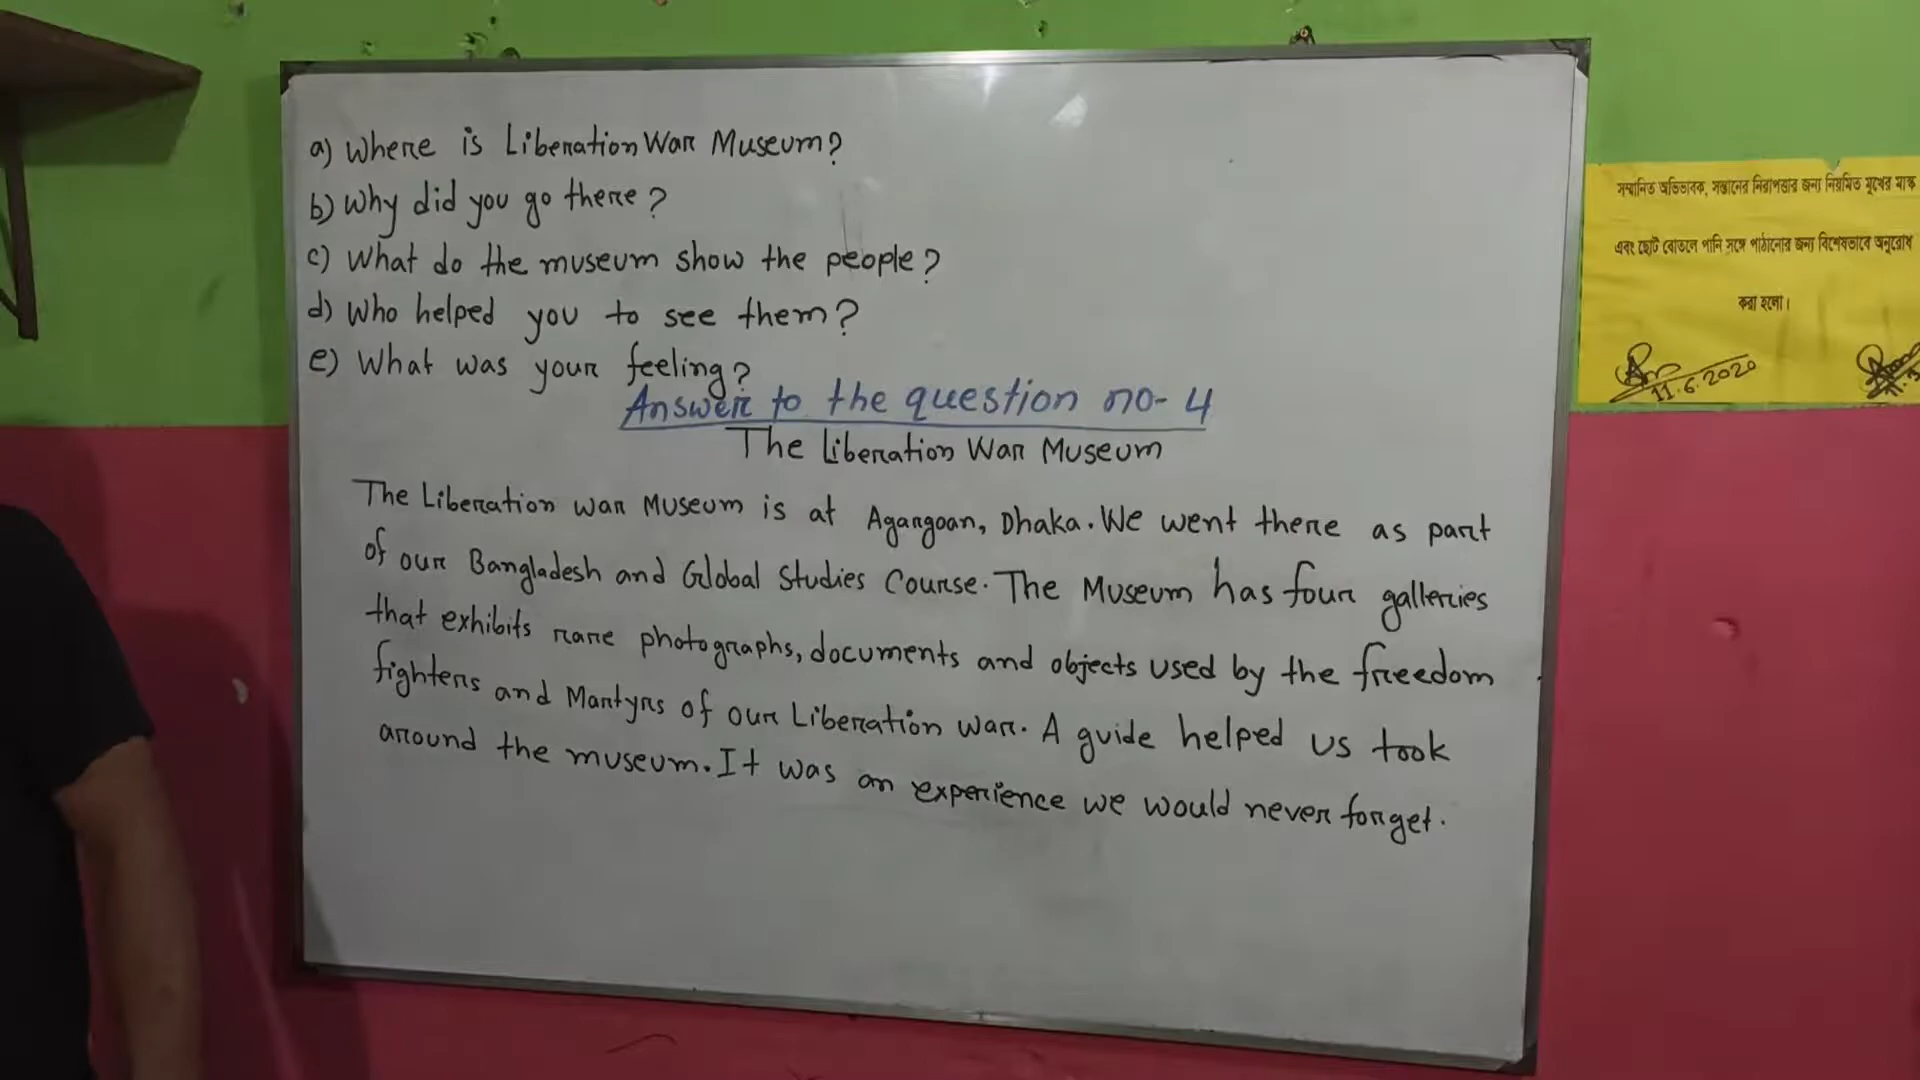 a) Where is Liberation War Museum?
b) Why did you go there?
c) What do the museum show the people?
d) Who helped you to see them?
e) What was your feeling?
Answer to the question no- 4
The Liberation War Museum
The Liberation war Museum is at Agargoan, Dhaka. We went there as part
of our Bangladesh and Global Studies Course. The Museum has four galleries
that exhibits rare photographs, documents and objects used by the freedom
fighters and Martyrs of our Liberation war. A guide helped us took
around the museum. It was an experience we would never forget.
সম্মানিত অভিভাবক, সন্তানের নিরাপত্তার জন্য নিয়মিত মুখের মাস্ক
এবং ছোট বোতলে পানি সঙ্গে পাঠানোর জন্য বিশেষভাবে অনুরোধ
করা হলো।
11.6.2020